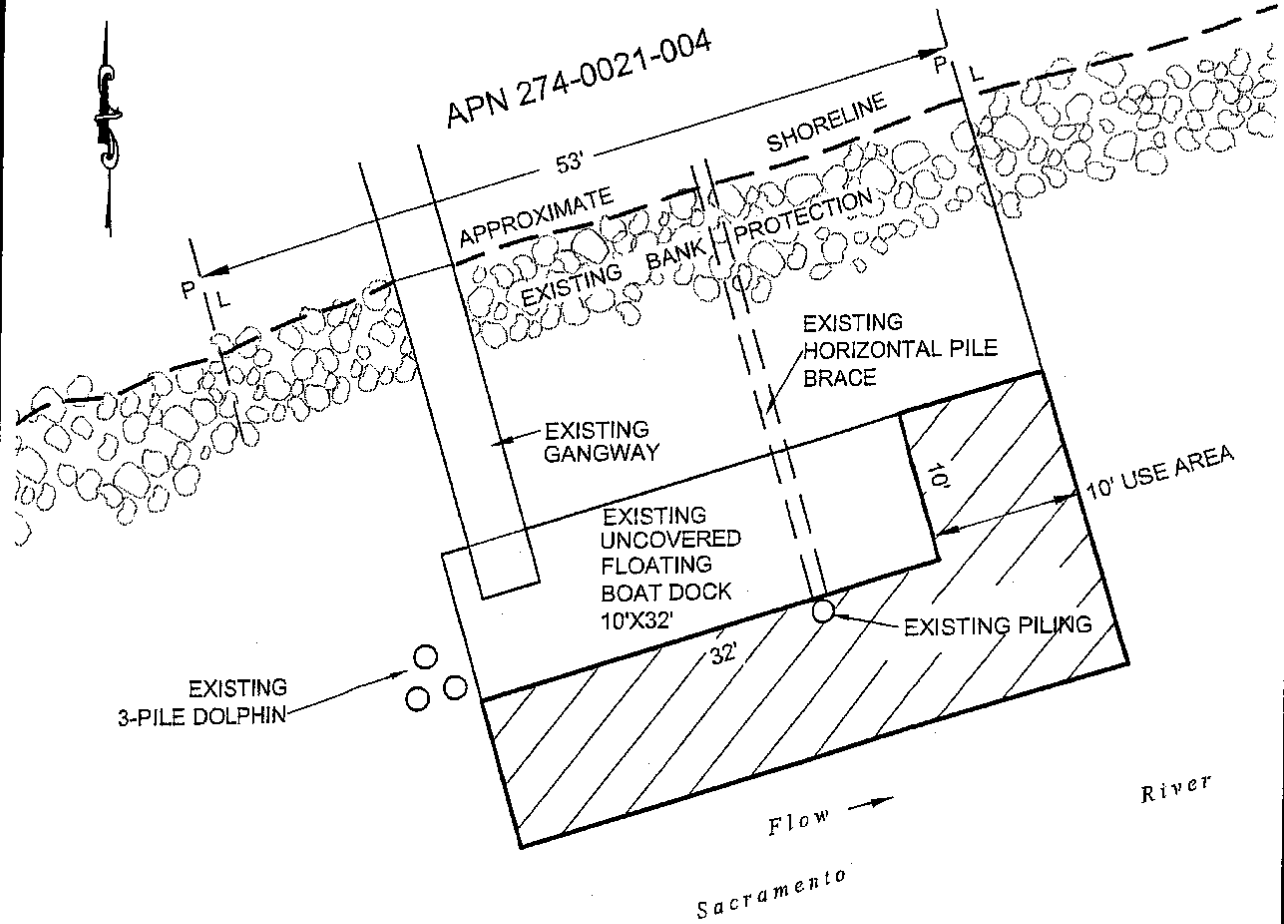 APN 274-0021-004
P L
53'
SHORELINE
APPROXIMATE
P L
EXISTING BANK PROTECTION
EXISTING
HORIZONTAL PILE
BRACE
EXISTING
GANGWAY
10'
10' USE AREA
EXISTING
UNCOVERED
FLOATING
BOAT DOCK
10'X32'
EXISTING PILING
32'
EXISTING
3-PILE DOLPHIN
Flow
River
Sacramento